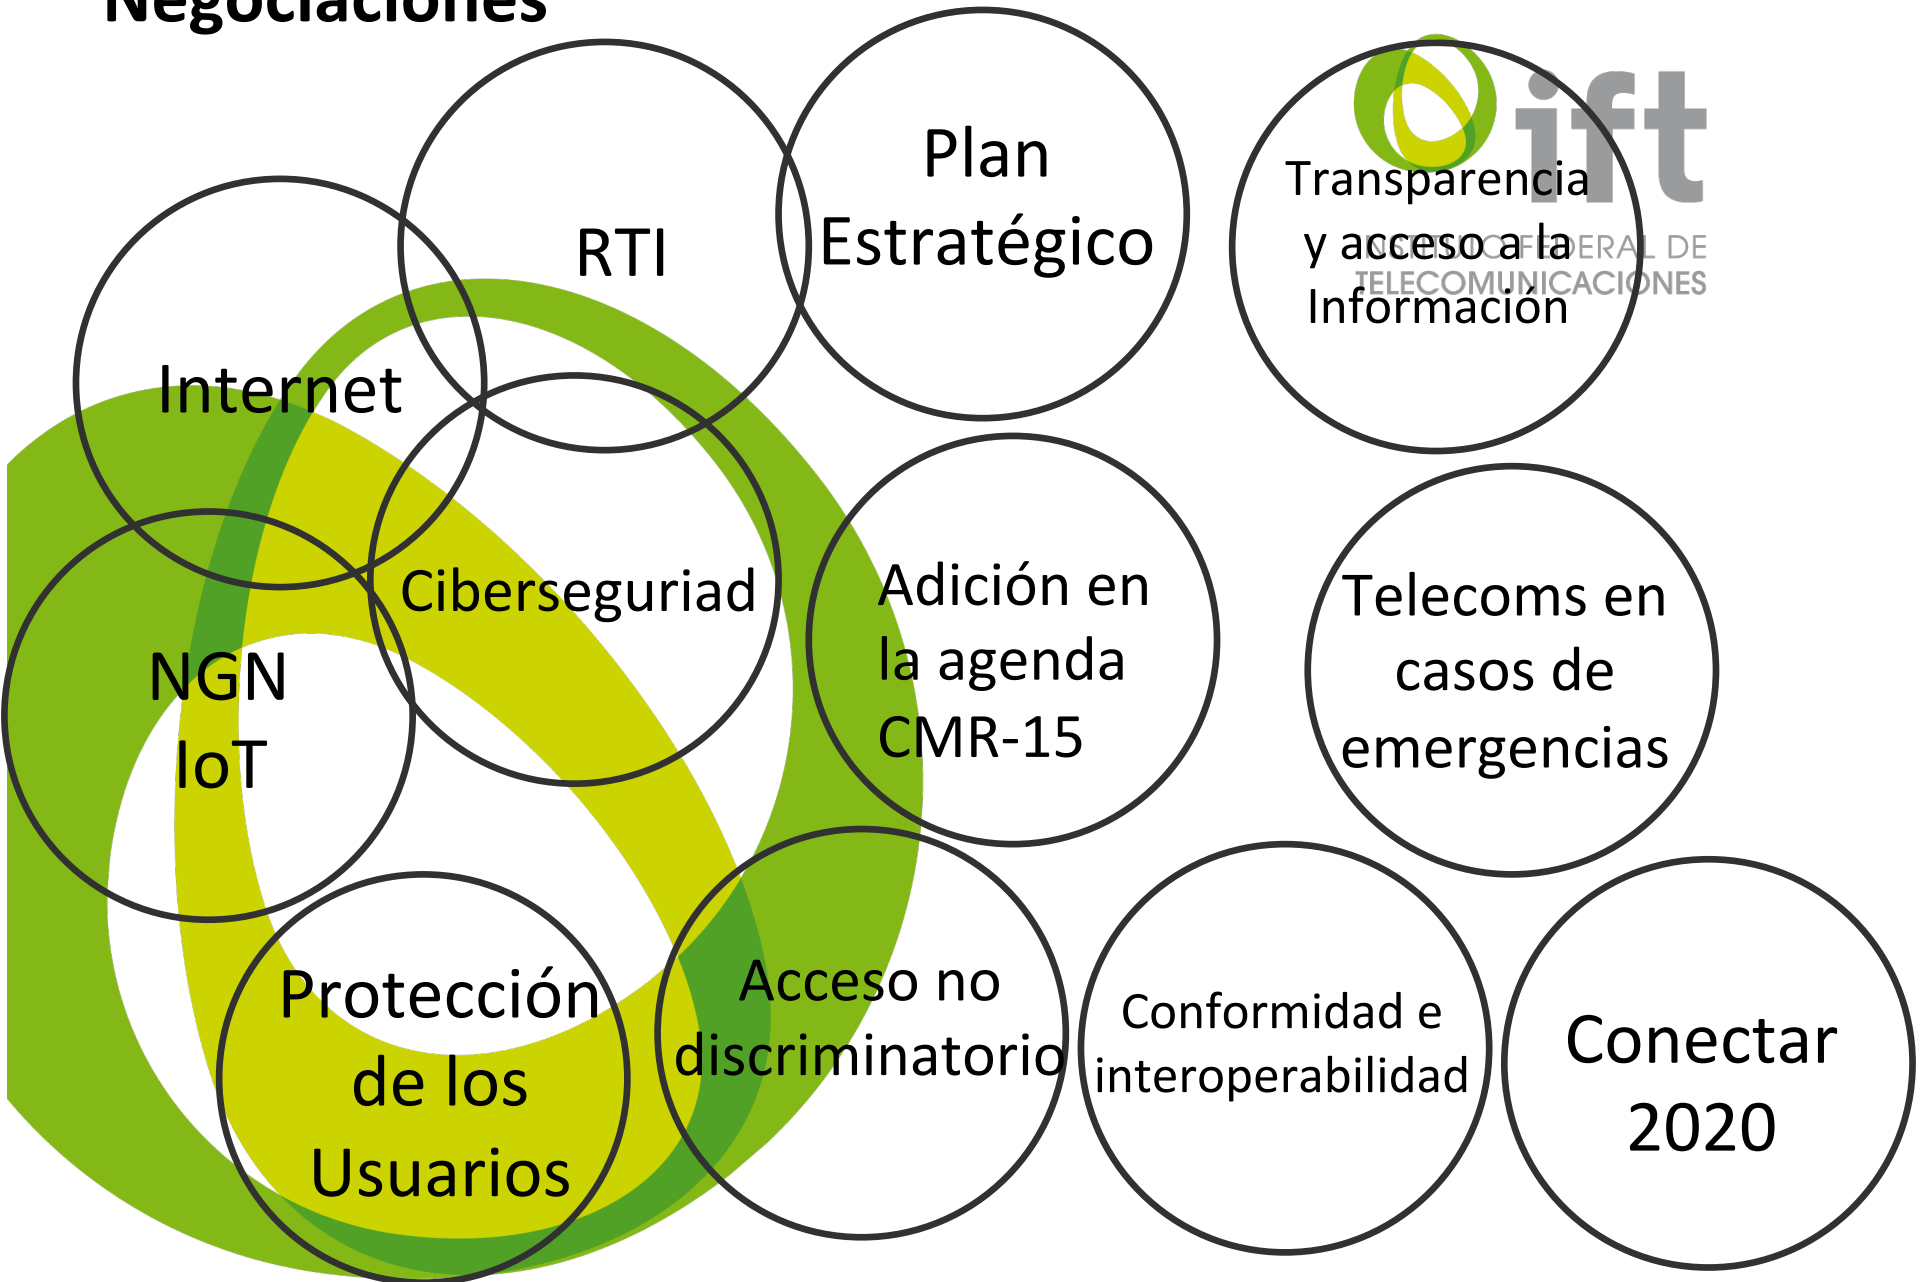 Negociaciones
Plan
Estratégico
RTI
Internet
Transparencia
y acceso a la
Información
ift
INSTITUTO FEDERAL DE
TELECOMUNICACIONES
Ciberseguriad
Adición en
la agenda
CMR-15
Telecoms en
casos de
emergencias
NGN
IoT
Protección
de los
Usuarios
Acceso no
discriminatorio
Conformidad e
interoperabilidad
Conectar
2020